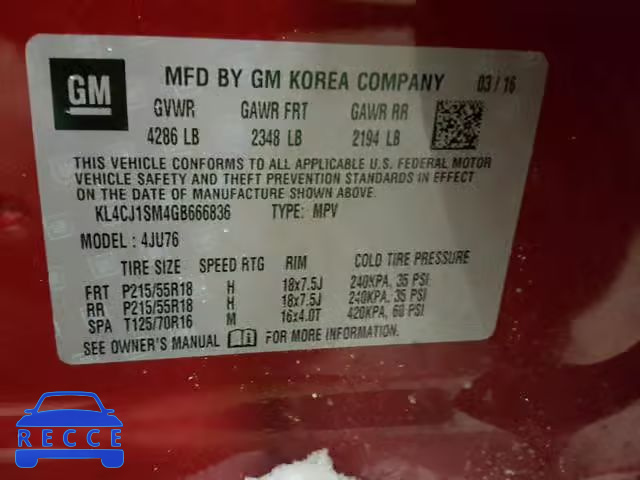 GM
MFD BY GM KOREA COMPANY 03 / 16
GVWR GAWR FRT GAWR RR
4286 LB 2348 LB 2194 LB
THIS VEHICLE CONFORMS TO ALL APPLICABLE U.S. FEDERAL MOTOR
VEHICLE SAFETY AND THEFT PREVENTION STANDARDS IN EFFECT
ON THE DATE OF MANUFACTURE SHOWN ABOVE.
KL4CJ1SM4GB666836 TYPE: MPV
MODEL : 4JU76
TIRE SIZE SPEED RTG RIM COLD TIRE PRESSURE
FRT P215/55R18 H 18x7.5J 240KPA, 35 PSI
RR P215/55R18 H 18x7.5J 240KPA, 35 PSI
SPA T125/70R16 M 16x4.0T 420KPA, 60 PSI
SEE OWNER'S MANUAL FOR MORE INFORMATION.
RECCE